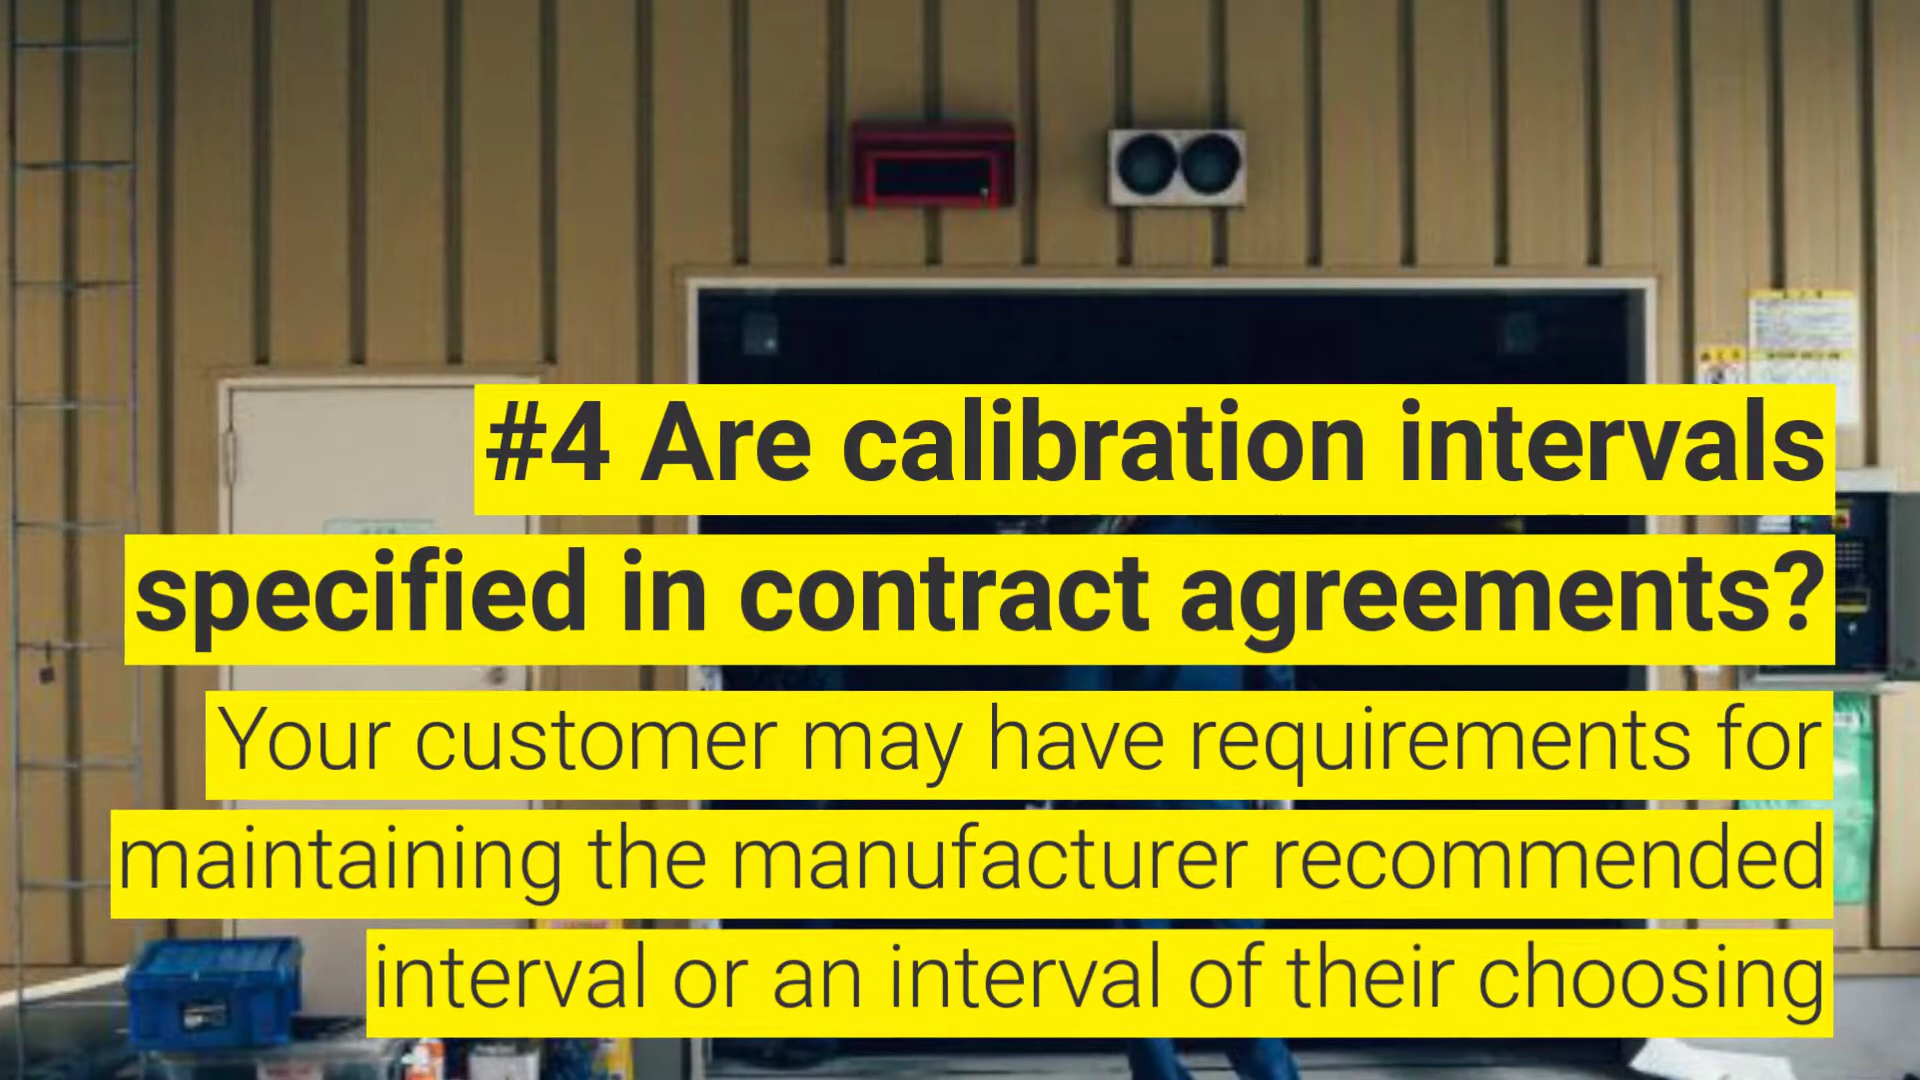 #4 Are calibration intervals
specified in contract agreements?
Your customer may have requirements for
maintaining the manufacturer recommended
interval or an interval of their choosing